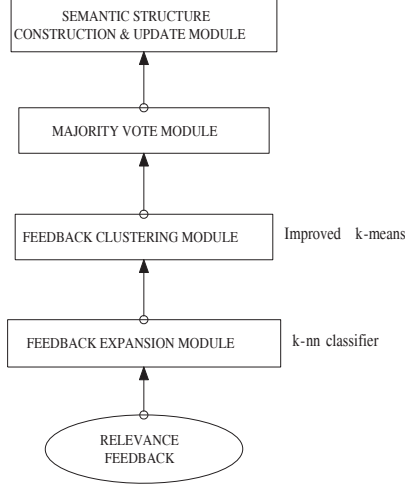 SEMANTIC STRUCTURE
CONSTRUCTION & UPDATE MODULE
MAJORITY VOTE MODULE
FEEDBACK CLUSTERING MODULE
Improved k-means
FEEDBACK EXPANSION MODULE
k-nn classifier
RELEVANCE
FEEDBACK